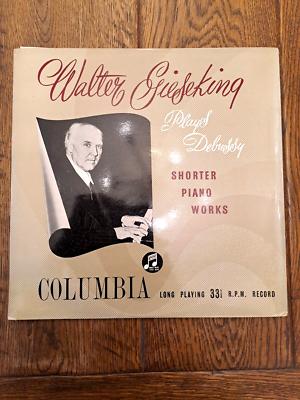 Walter Gieseking
Plays
Debussy
SHORTER
PIANO
WORKS
COLUMBIA LONG PLAYING 33⅓ R.P.M. RECORD